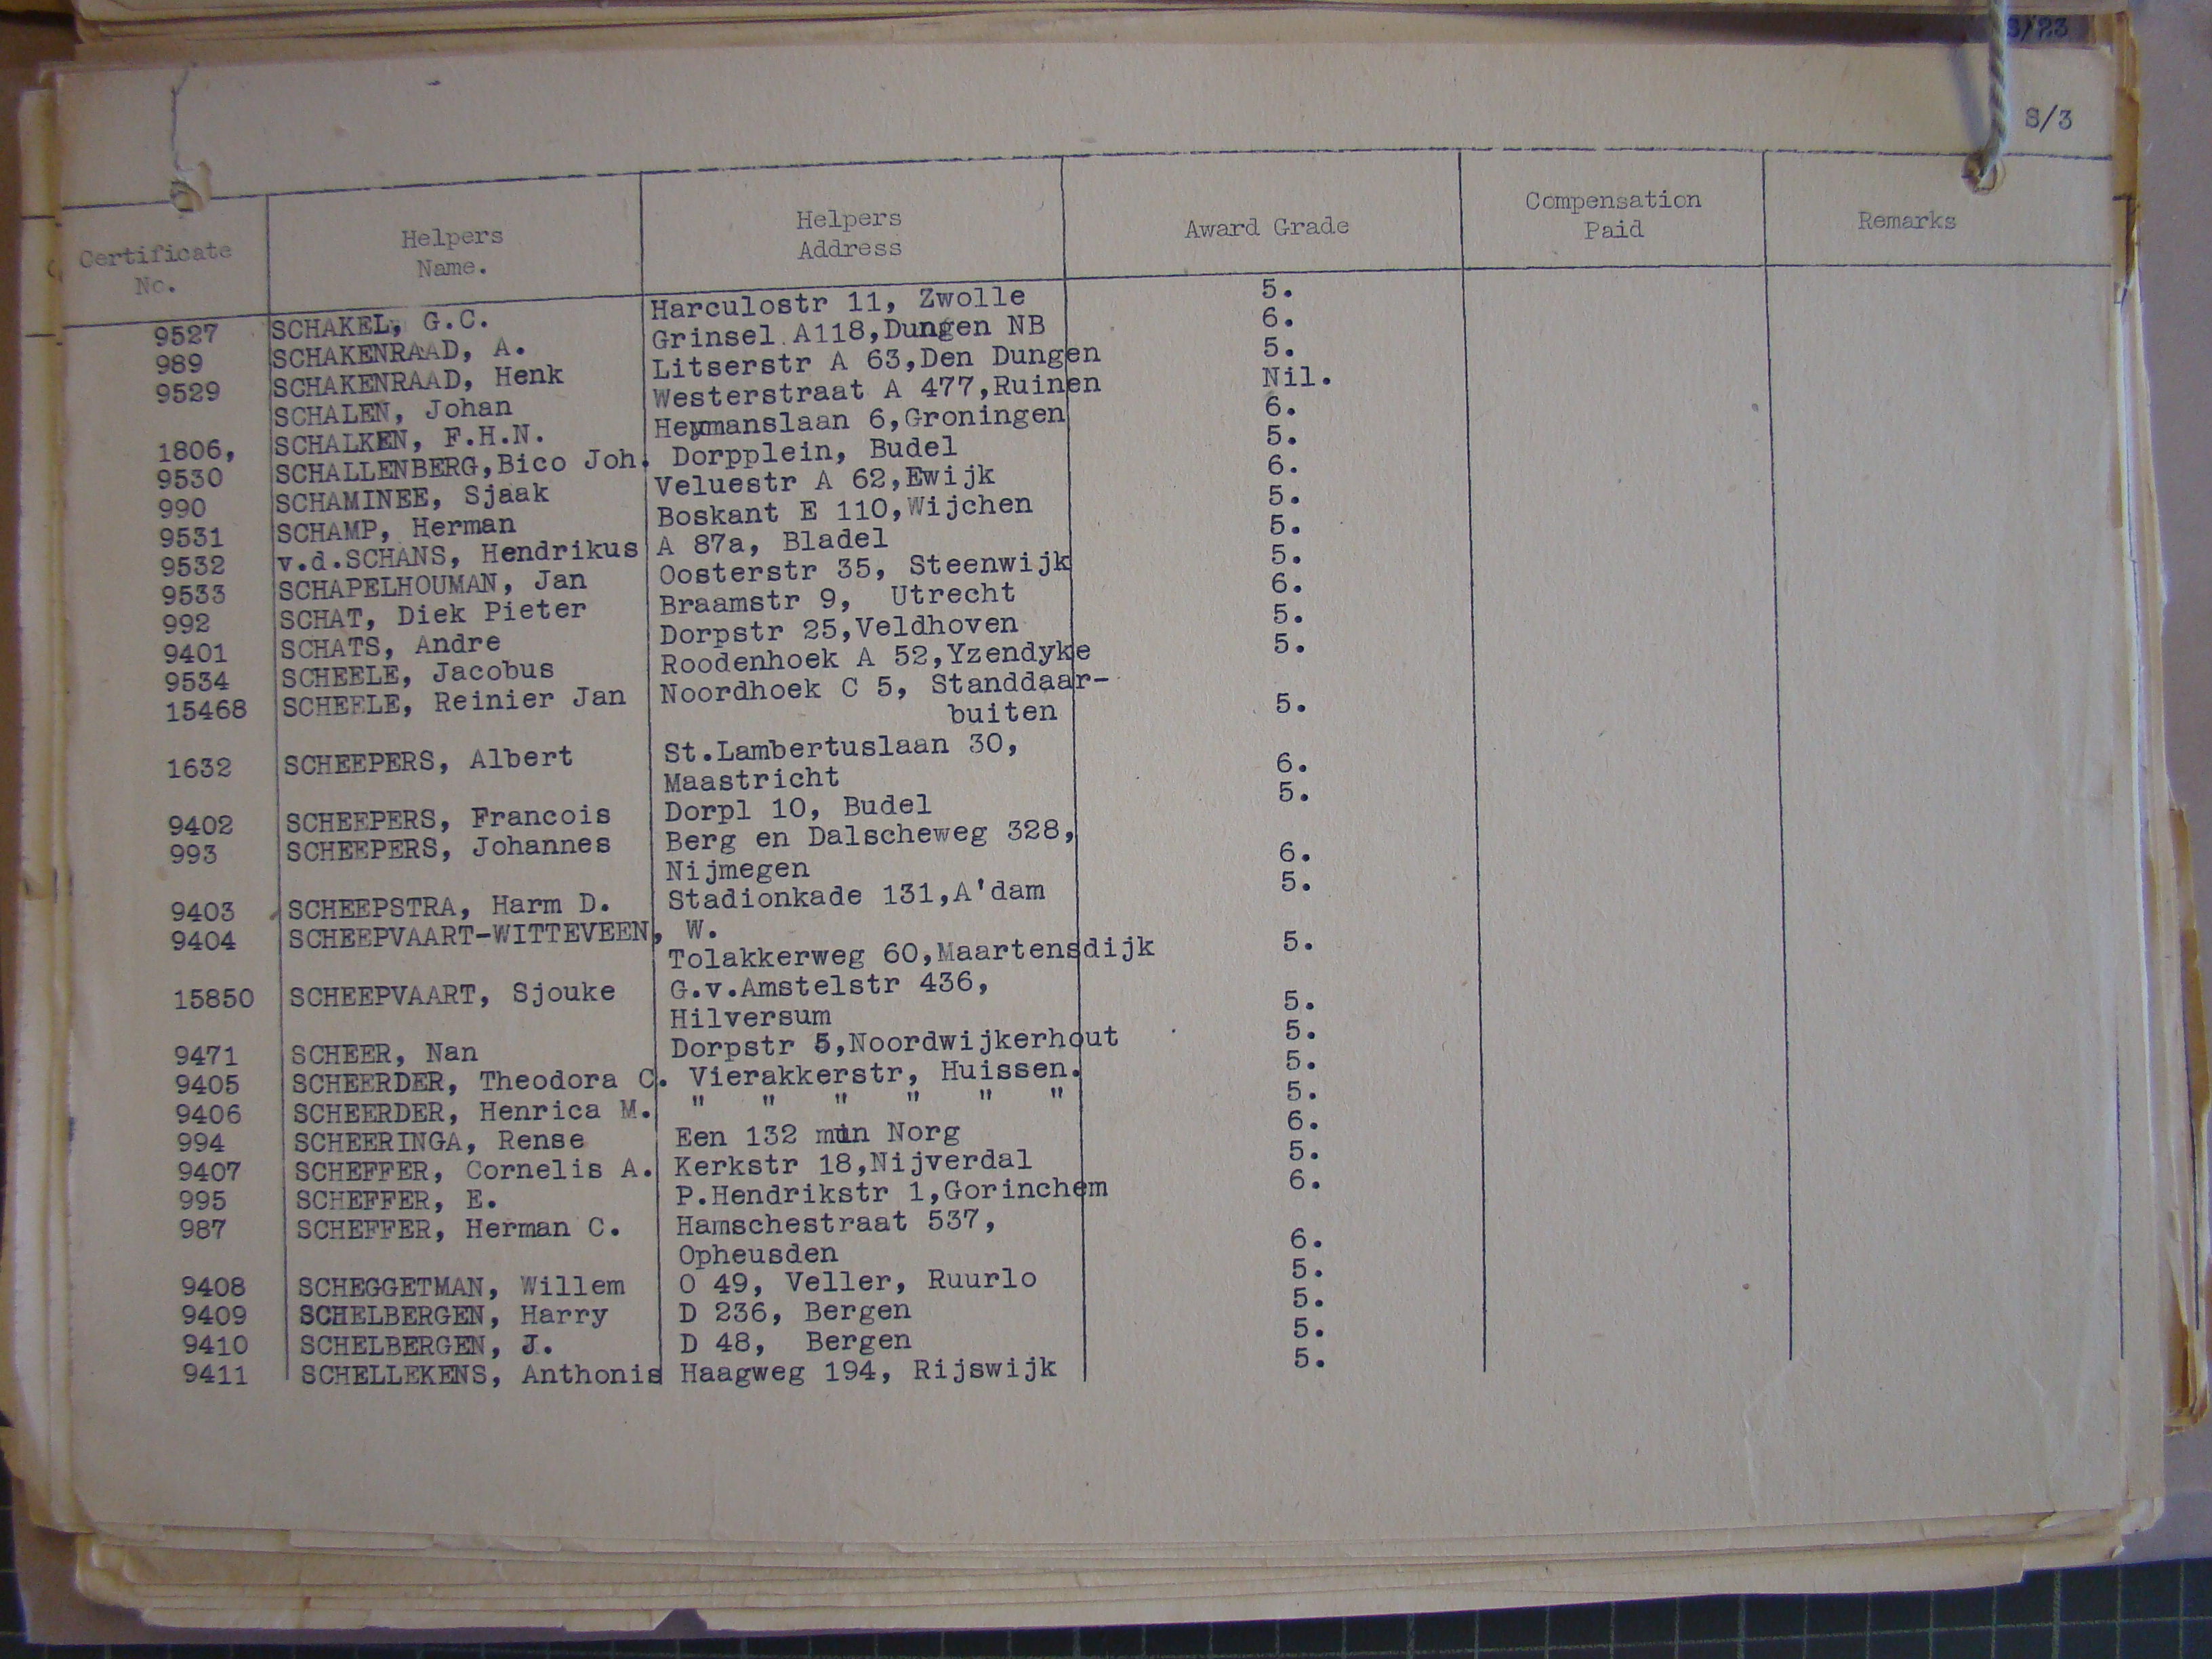 S/23
S/3
Certificate No. Helpers Name. Helpers Address Award Grade Compensation Paid Remarks
9527 SCHAKEL, G.C. Harculostr 11, Zwolle 5.
989 SCHAKENRAAD, A. Grinsel A118,Dungen NB 6.
9529 SCHAKENRAAD, Henk Litserstr A 63,Den Dungen 5.
SCHALEN, Johan Westerstraat A 477,Ruinen Nil.
1806, SCHALKEN, F.H.N. Heymanslaan 6,Groningen 6.
9530 SCHALLENBERG,Bico Joh. Dorpplein, Budel 5.
990 SCHAMINEE, Sjaak Veluestr A 62,Ewijk 6.
9531 SCHAMP, Herman Boskant E 110,Wijchen 5.
9532 v.d.SCHANS, Hendrikus A 87a, Bladel 5.
9533 SCHAPELHOUMAN, Jan Oosterstr 35, Steenwijk 5.
992 SCHAT, Diek Pieter Braamstr 9, Utrecht 6.
9401 SCHATS, Andre Dorpstr 25,Veldhoven 5.
9534 SCHEELE, Jacobus Roodenhoek A 52,Yzendyke 5.
15468 SCHEELE, Reinier Jan Noordhoek C 5, Standdaar-
buiten 5.
1632 SCHEEPERS, Albert St.Lambertuslaan 30,
Maastricht 6.
9402 SCHEEPERS, Francois Dorpl 10, Budel 5.
993 SCHEEPERS, Johannes Berg en Dalscheweg 328,
Nijmegen 6.
9403 SCHEEPSTRA, Harm D. Stadionkade 131,A'dam 5.
9404 SCHEEPVAART-WITTEVEEN, W.
Tolakkerweg 60,Maartensdijk 5.
15850 SCHEEPVAART, Sjouke G.v.Amstelstr 436,
Hilversum 5.
9471 SCHEER, Nan Dorpstr 5,Noordwijkerhout 5.
9405 SCHEERDER, Theodora C. Vierakkerstr, Huissen. 5.
9406 SCHEERDER, Henrica M. " " " " " " 5.
994 SCHEERINGA, Rense Een 132 Norg 6.
9407 SCHEFFER, Cornelis A. Kerkstr 18,Nijverdal 5.
995 SCHEFFER, E. P.Hendrikstr 1,Gorinchem 6.
987 SCHEFFER, Herman C. Hamschestraat 537,
Opheusden 6.
9408 SCHEGGETMAN, Willem O 49, Veller, Ruurlo 5.
9409 SCHELBERGEN, Harry D 236, Bergen 5.
9410 SCHELBERGEN, J. D 48, Bergen 5.
9411 SCHELLEKENS, Anthonis Haagweg 194, Rijswijk 5.